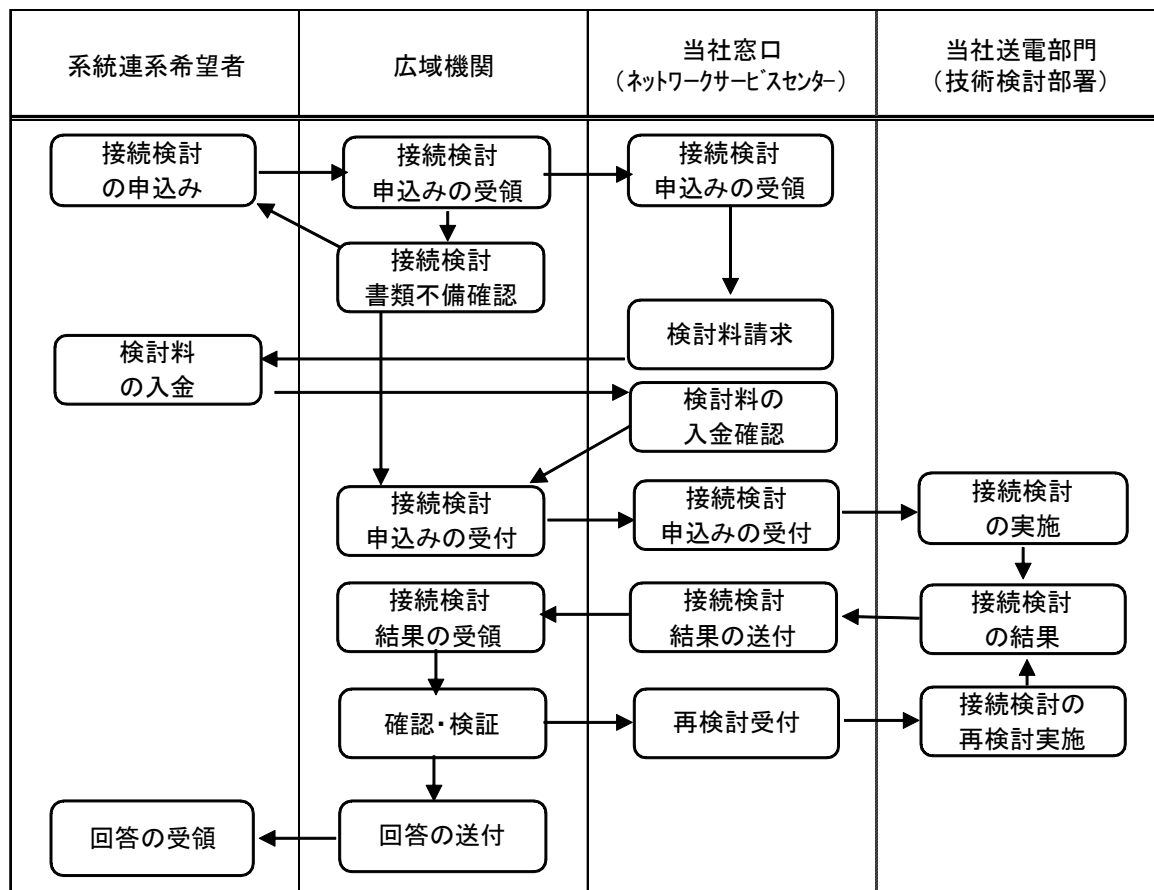 系統連系希望者
広域機関
当社窓口
（ネットワークサービスセンター）
当社送電部門
（技術検討部署）
接続検討
の申込み
接続検討
申込みの受領
接続検討
申込みの受領
接続検討
書類不備確認
検討料請求
検討料
の入金
検討料の
入金確認
接続検討
申込みの受付
接続検討
申込みの受付
接続検討
の実施
接続検討
結果の受領
接続検討
結果の送付
接続検討
の結果
確認・検証
再検討受付
接続検討の
再検討実施
回答の受領
回答の送付